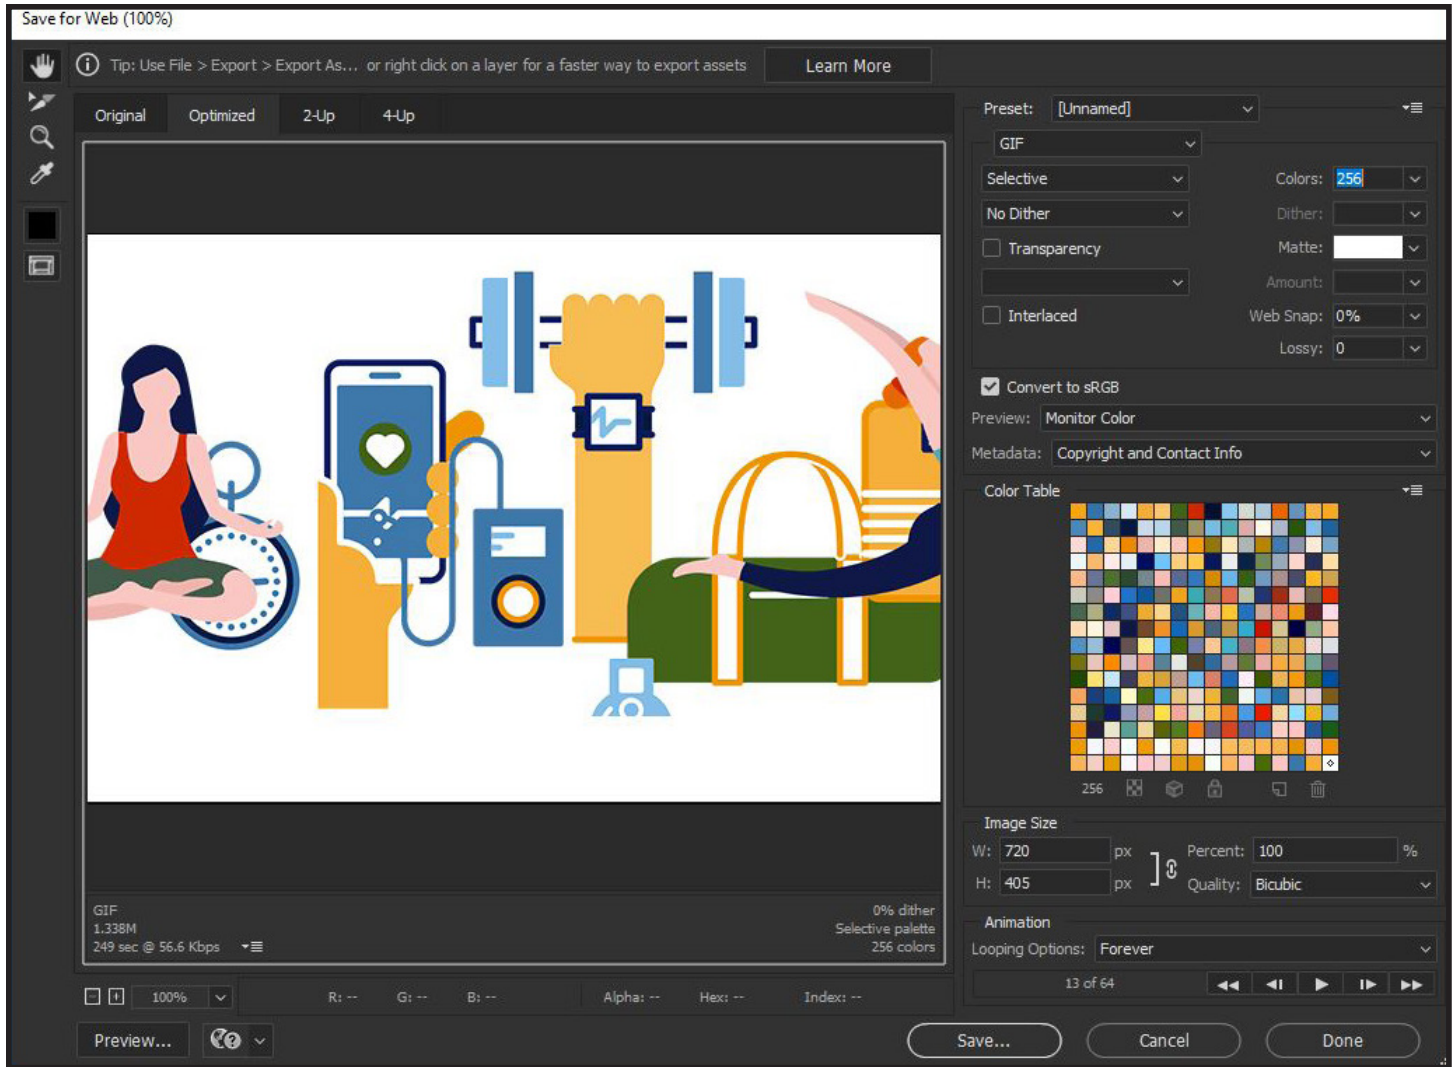 Save for Web (100%)
Tip: Use File > Export > Export As... or right click on a layer for a faster way to export assets
Learn More
Original Optimized 2-Up 4-Up
Preset: [Unnamed]
GIF
Selective Colors: 256
No Dither Dither:
Transparency Matte:
Amount:
Interlaced Web Snap: 0%
Lossy: 0
Convert to sRGB
Preview: Monitor Color
Metadata: Copyright and Contact Info
Color Table
256
Image Size
W: 720 px Percent: 100 %
H: 405 px Quality: Bicubic
GIF 0% dither
1.338M Selective palette
249 sec @ 56.6 Kbps 256 colors
Animation
Looping Options: Forever
13 of 64
100% R: -- G: -- B: -- Alpha: -- Hex: -- Index: --
Preview... Save... Cancel Done